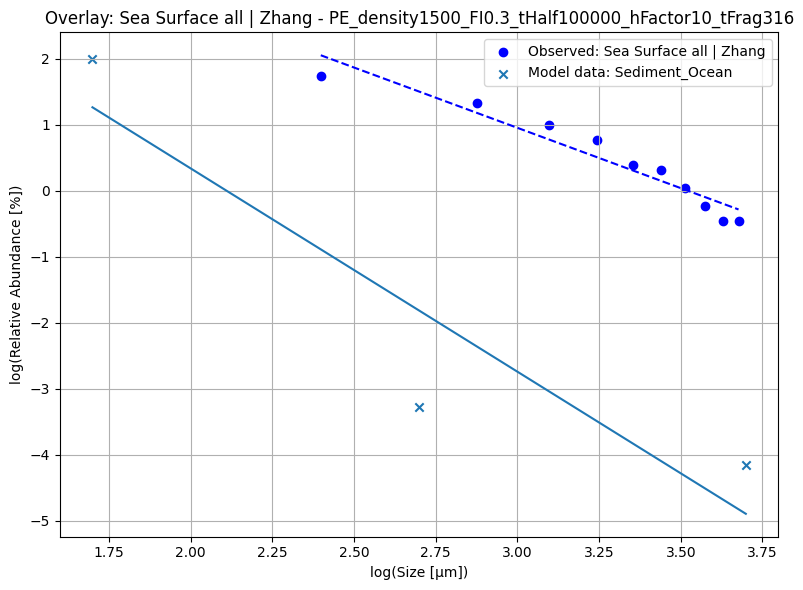 Overlay: Sea Surface all | Zhang - PE_density1500_FI0.3_tHalf100000_hFactor10_tFrag316
Observed: Sea Surface all | Zhang
Model data: Sediment_Ocean
log(Relative Abundance [%])
2
1
0
−1
−2
−3
−4
−5
1.75 2.00 2.25 2.50 2.75 3.00 3.25 3.50 3.75
log(Size [μm])